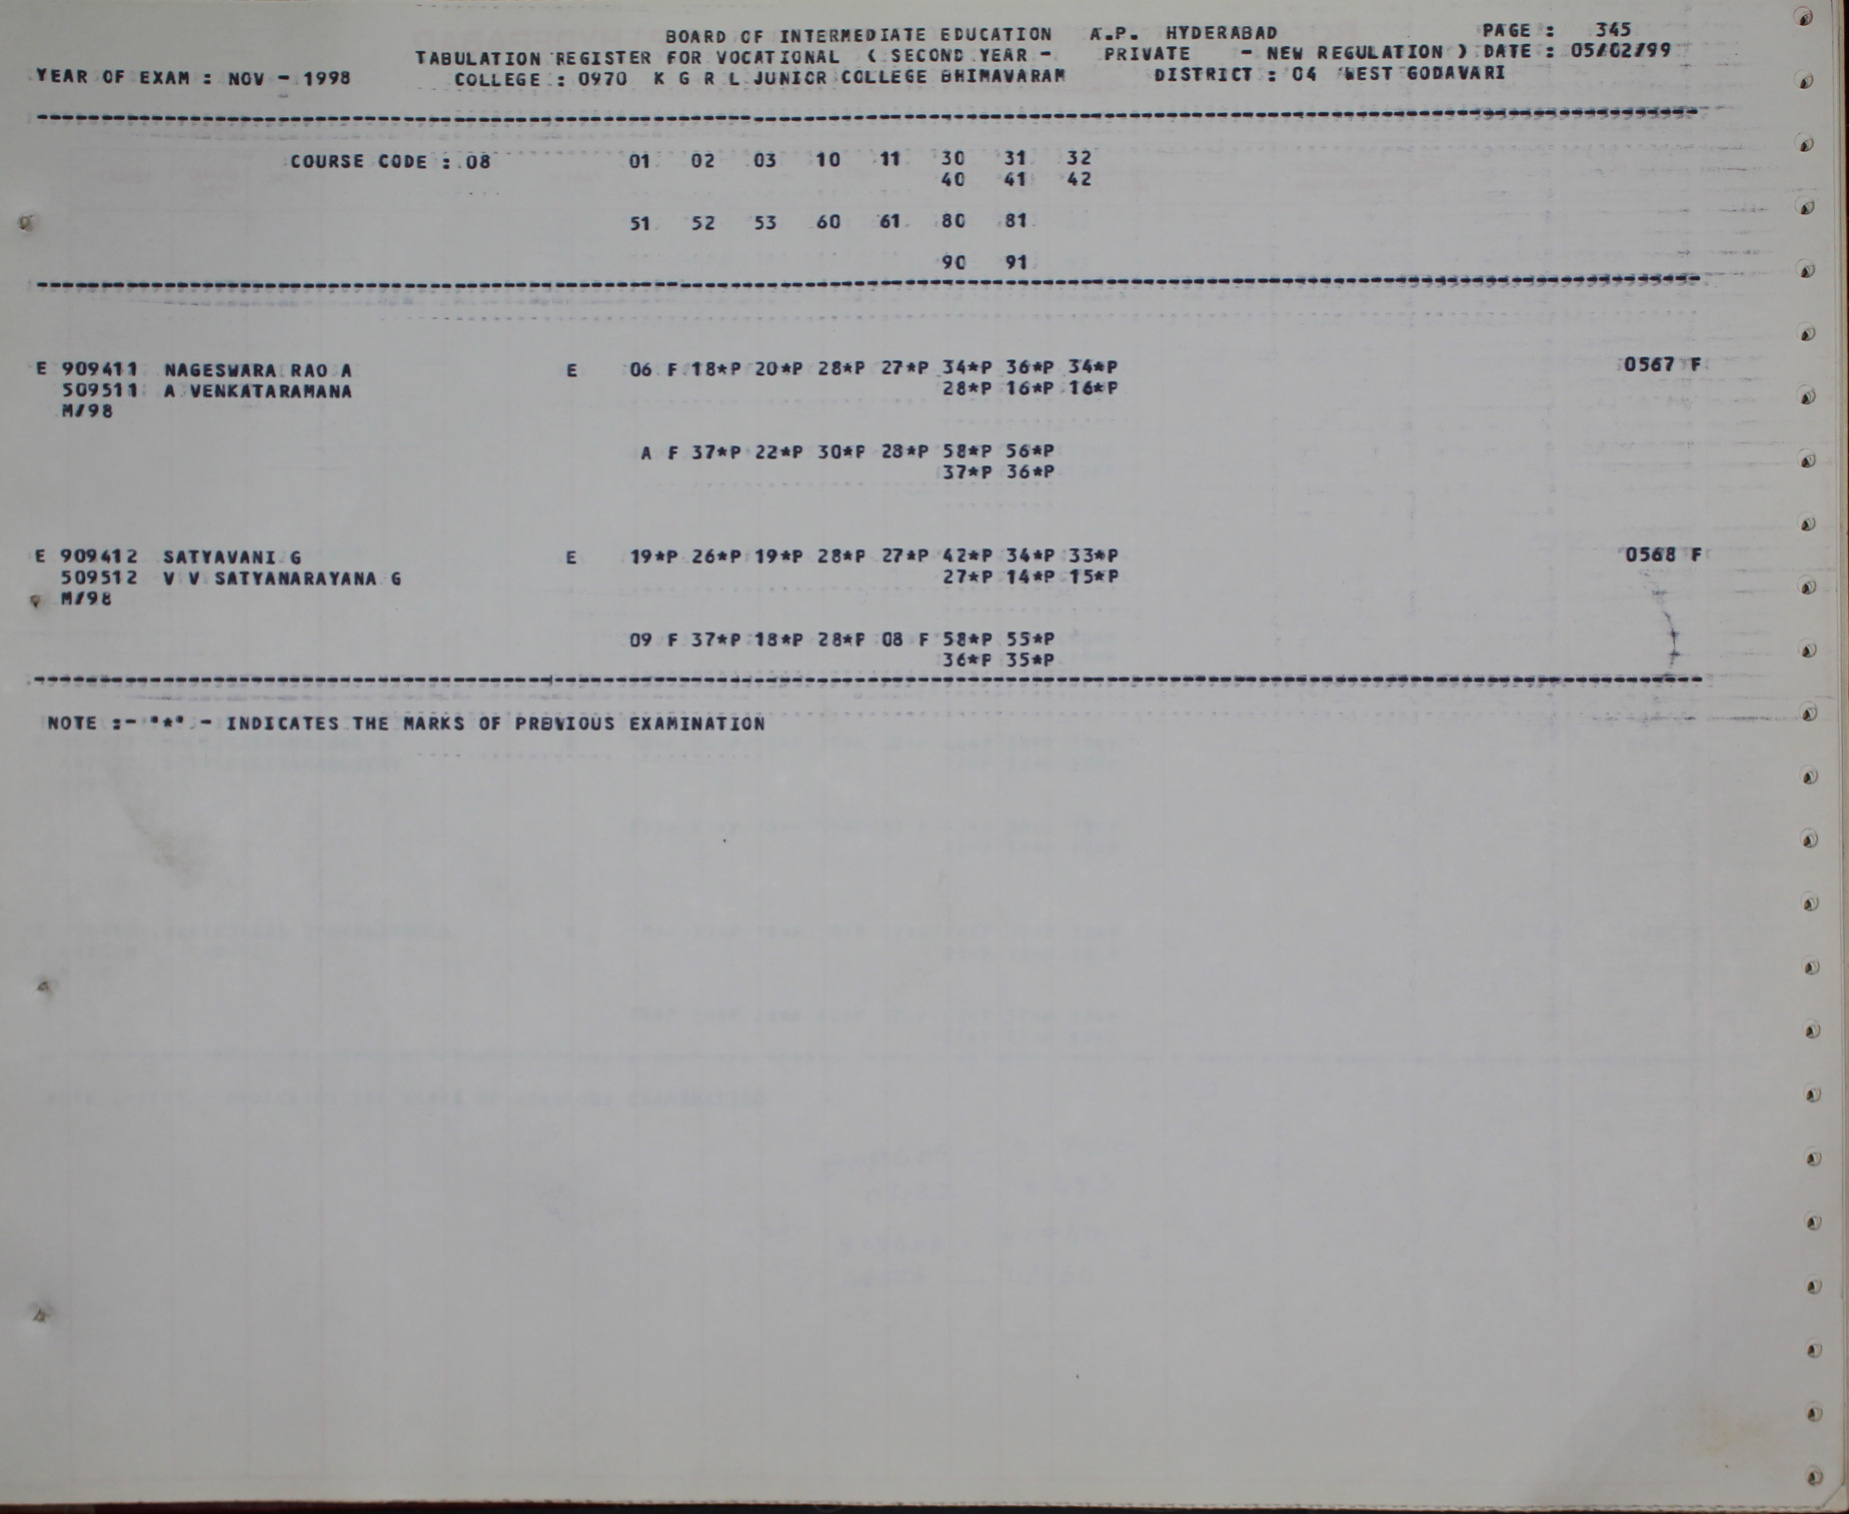 BOARD OF INTERMEDIATE EDUCATION A.P. HYDERABAD PAGE : 345
TABULATION REGISTER FOR VOCATIONAL ( SECOND YEAR - PRIVATE - NEW REGULATION ) DATE : 05/02/99
YEAR OF EXAM : NOV - 1998 COLLEGE : 0970 K G R L JUNIOR COLLEGE BHIMAVARAM DISTRICT : 04 WEST GODAVARI
COURSE CODE : 08 01 02 03 10 11 30 31 32
40 41 42
51 52 53 60 61 80 81
90 91
E 909411 NAGESWARA RAO A E 06 F 18*P 20*P 28*P 27*P 34*P 36*P 34*P 0567 F
509511 A VENKATARAMANA 28*P 16*P 16*P
M/98
A F 37*P 22*P 30*P 28*P 58*P 56*P
37*P 36*P
E 909412 SATYAVANI G E 19*P 26*P 19*P 28*P 27*P 42*P 34*P 33*P 0568 F
509512 V V SATYANARAYANA G 27*P 14*P 15*P
M/98
09 F 37*P 18*P 28*P 08 F 58*P 55*P
36*P 35*P
NOTE :- "*" - INDICATES THE MARKS OF PREVIOUS EXAMINATION